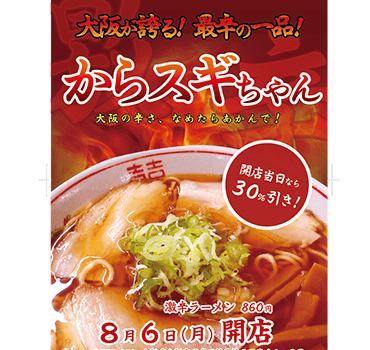 大阪が誇る! 最辛の一品!
からスギちゃん
大阪の辛さ、なめたらあかんで!
開店当日なら
30%引き!
激辛ラーメン 860円
8月6日(月) 開店